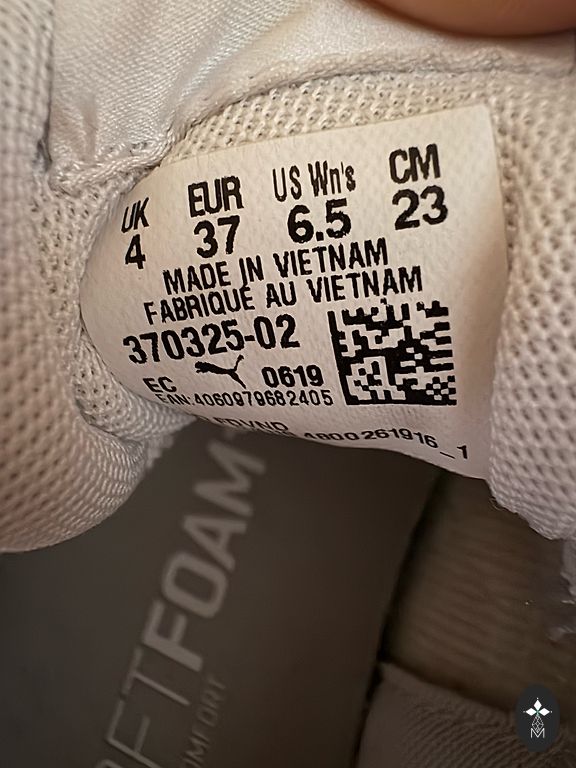 UK EUR US Wn's CM
4 37 6.5 23
MADE IN VIETNAM
FABRIQUÉ AU VIETNAM
370325-02
EC 0619
EAN:4060979682405
4800261916_1
FOAM+
M